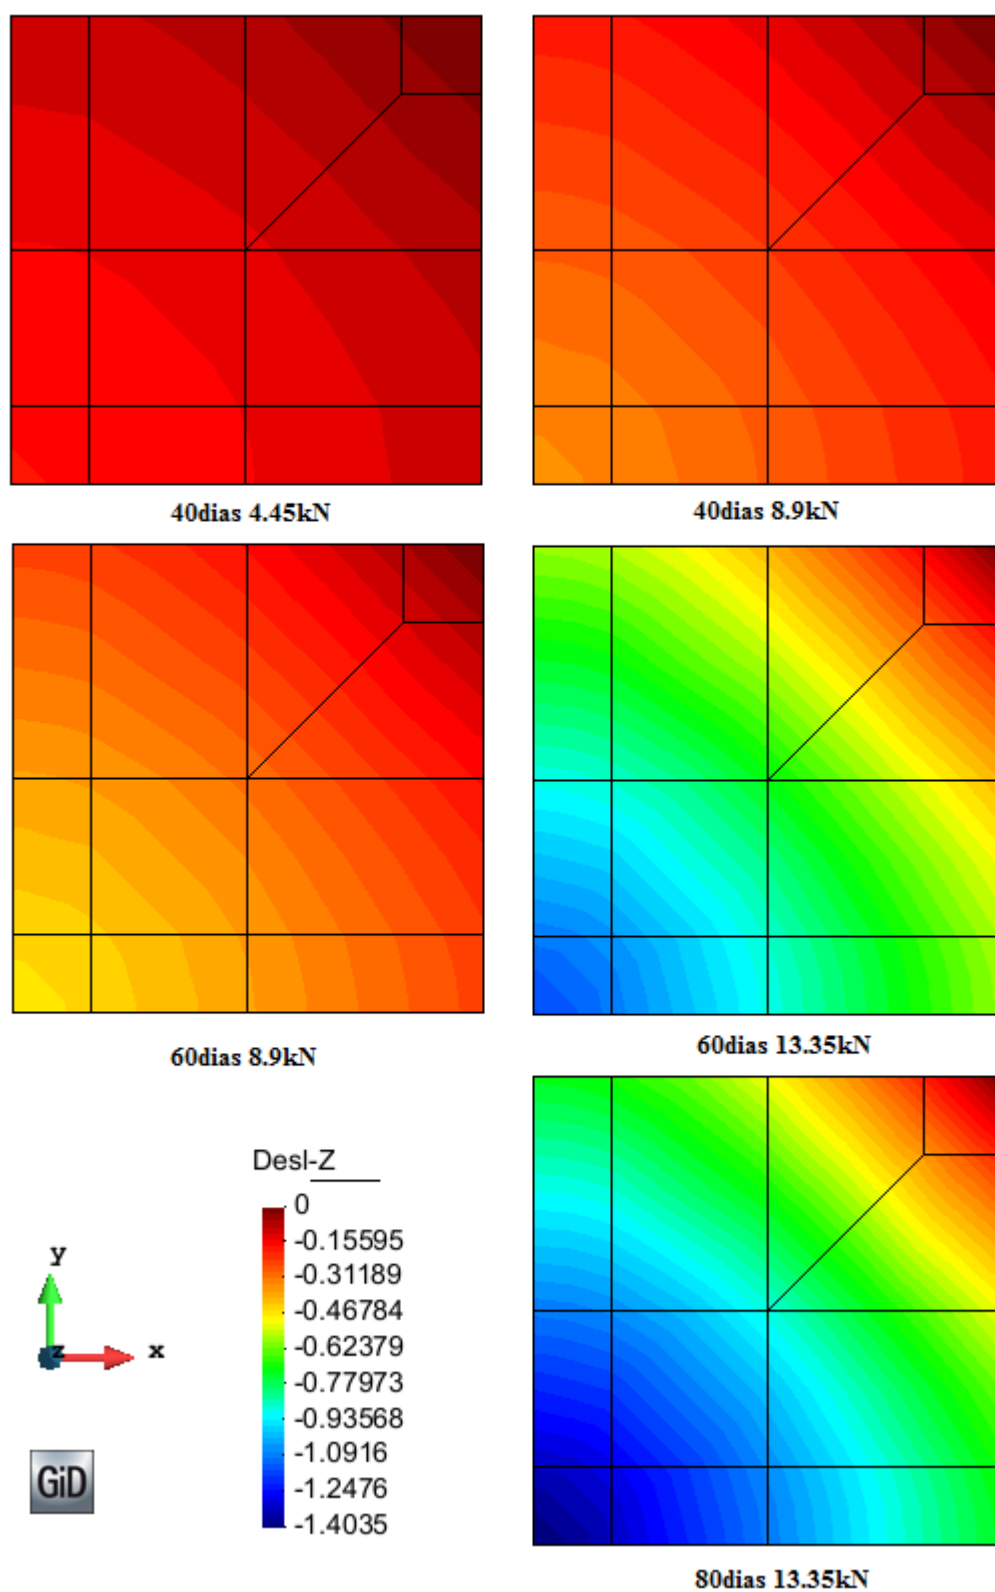 40dias 4.45kN
40dias 8.9kN
60dias 8.9kN
60dias 13.35kN
Desl-Z
0
-0.15595
-0.31189
-0.46784
-0.62379
-0.77973
-0.93568
-1.0916
-1.2476
-1.4035
y
z
x
GiD
80dias 13.35kN